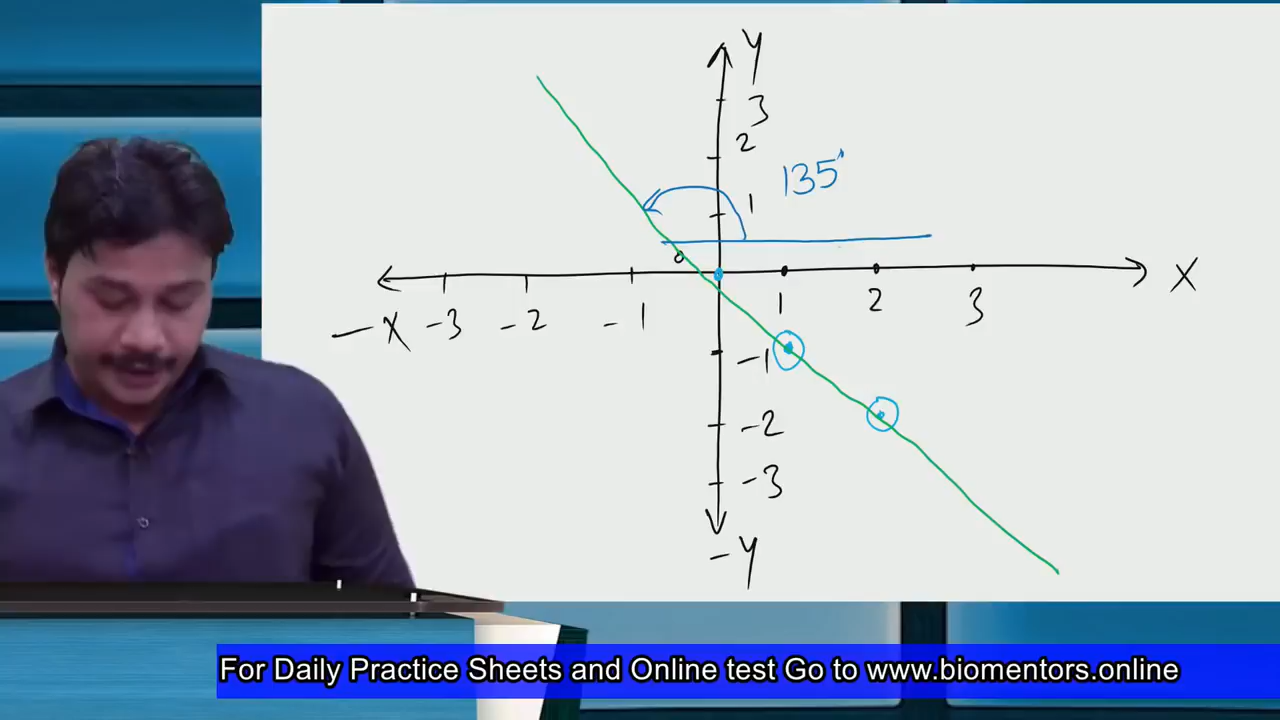 Y
3
2
135°
1
o
X
1 2 3
-X -3 -2 -1
-1
-2
-3
-Y
For Daily Practice Sheets and Online test Go to www.biomentors.online